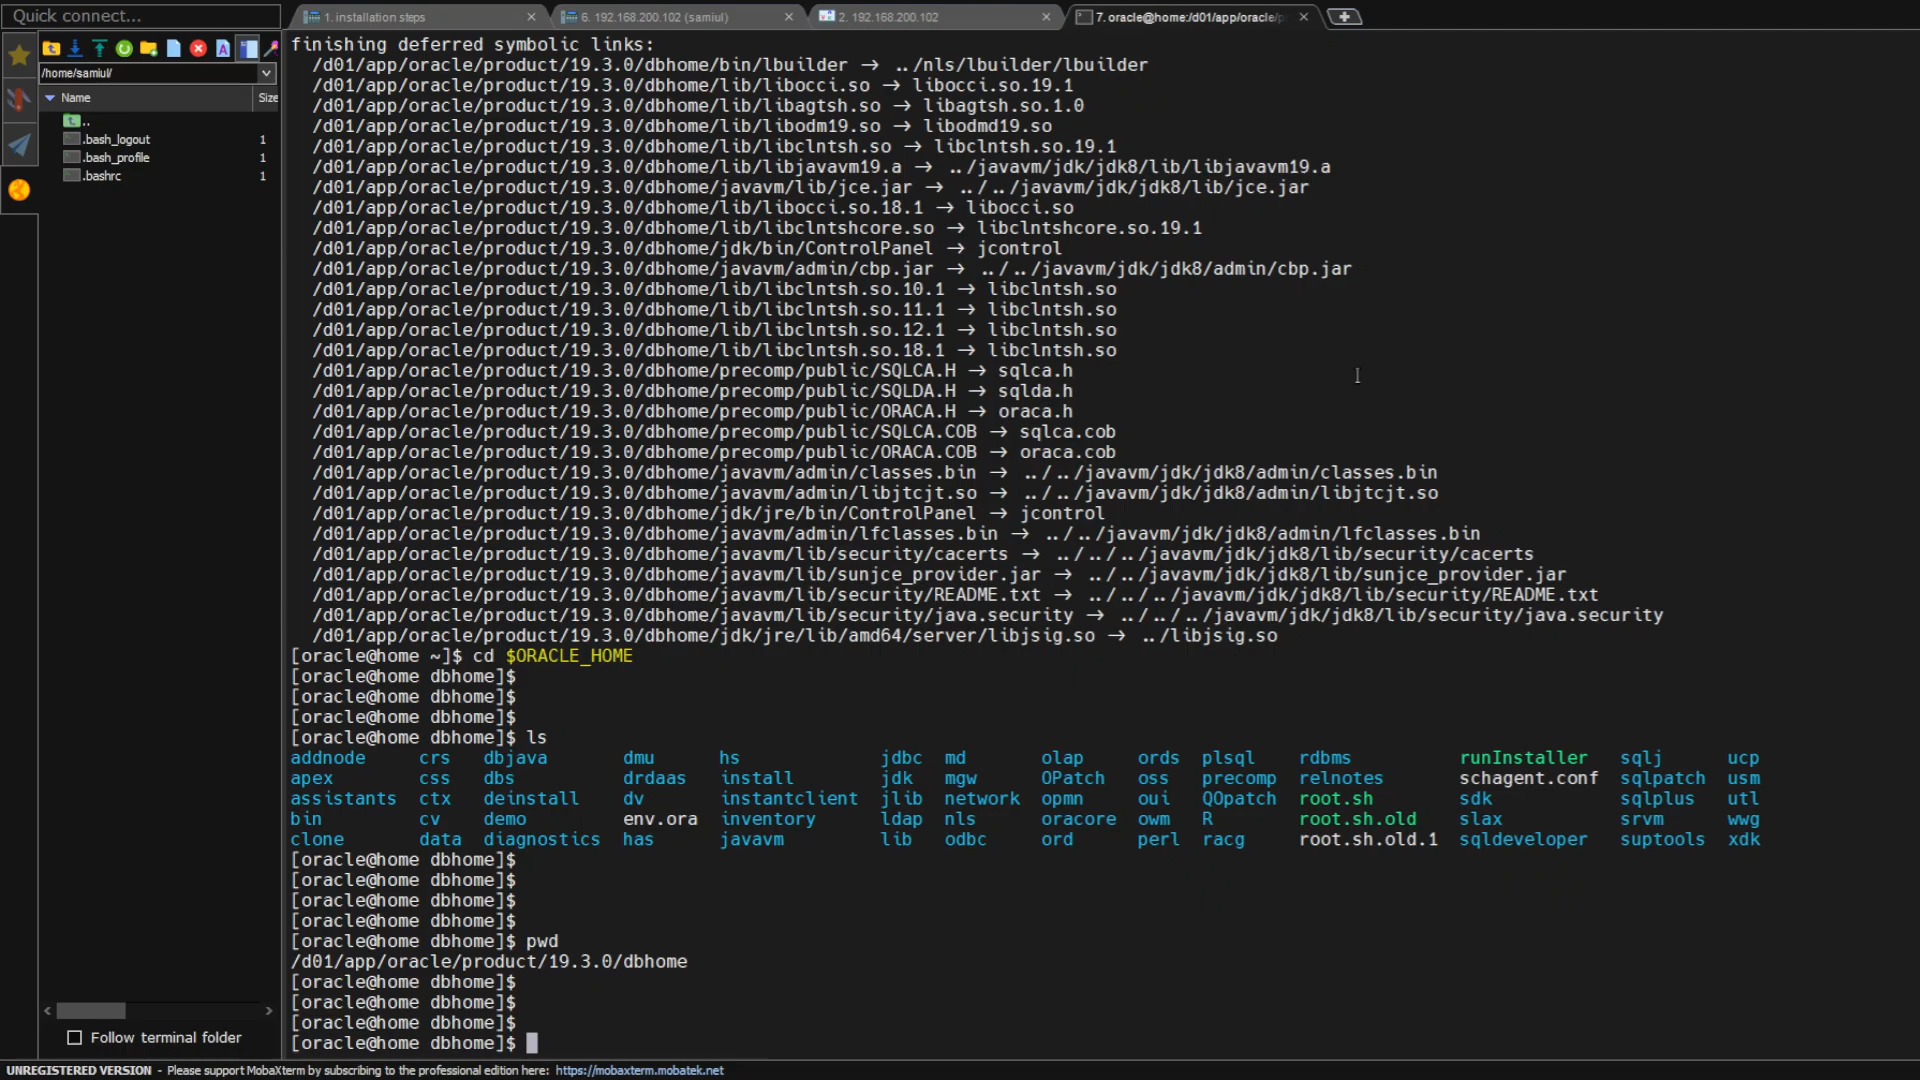 Quick connect...
1. installation steps
6. 192.168.200.102 (samiul)
2. 192.168.200.102
7. oracle@home:/d01/app/oracle/
/home/samiul/
Name Size
..
.bash_logout 1
.bash_profile 1
.bashrc 1
Follow terminal folder
finishing deferred symbolic links:
/d01/app/oracle/product/19.3.0/dbhome/bin/lbuilder -> ../nls/lbuilder/lbuilder
/d01/app/oracle/product/19.3.0/dbhome/lib/libocci.so -> libocci.so.19.1
/d01/app/oracle/product/19.3.0/dbhome/lib/libagtsh.so -> libagtsh.so.1.0
/d01/app/oracle/product/19.3.0/dbhome/lib/libodm19.so -> libodmd19.so
/d01/app/oracle/product/19.3.0/dbhome/lib/libclntsh.so -> libclntsh.so.19.1
/d01/app/oracle/product/19.3.0/dbhome/lib/libjavavm19.a -> ../javavm/jdk/jdk8/lib/libjavavm19.a
/d01/app/oracle/product/19.3.0/dbhome/javavm/lib/jce.jar -> ../../javavm/jdk/jdk8/lib/jce.jar
/d01/app/oracle/product/19.3.0/dbhome/lib/libocci.so.18.1 -> libocci.so
/d01/app/oracle/product/19.3.0/dbhome/lib/libclntshcore.so -> libclntshcore.so.19.1
/d01/app/oracle/product/19.3.0/dbhome/jdk/bin/ControlPanel -> jcontrol
/d01/app/oracle/product/19.3.0/dbhome/javavm/admin/cbp.jar -> ../../javavm/jdk/jdk8/admin/cbp.jar
/d01/app/oracle/product/19.3.0/dbhome/lib/libclntsh.so.10.1 -> libclntsh.so
/d01/app/oracle/product/19.3.0/dbhome/lib/libclntsh.so.11.1 -> libclntsh.so
/d01/app/oracle/product/19.3.0/dbhome/lib/libclntsh.so.12.1 -> libclntsh.so
/d01/app/oracle/product/19.3.0/dbhome/lib/libclntsh.so.18.1 -> libclntsh.so
/d01/app/oracle/product/19.3.0/dbhome/precomp/public/SQLCA.H -> sqlca.h
/d01/app/oracle/product/19.3.0/dbhome/precomp/public/SQLDA.H -> sqlda.h
/d01/app/oracle/product/19.3.0/dbhome/precomp/public/ORACA.H -> oraca.h
/d01/app/oracle/product/19.3.0/dbhome/precomp/public/SQLCA.COB -> sqlca.cob
/d01/app/oracle/product/19.3.0/dbhome/precomp/public/ORACA.COB -> oraca.cob
/d01/app/oracle/product/19.3.0/dbhome/javavm/admin/classes.bin -> ../../javavm/jdk/jdk8/admin/classes.bin
/d01/app/oracle/product/19.3.0/dbhome/javavm/admin/libjtcjt.so -> ../../javavm/jdk/jdk8/admin/libjtcjt.so
/d01/app/oracle/product/19.3.0/dbhome/jdk/jre/bin/ControlPanel -> jcontrol
/d01/app/oracle/product/19.3.0/dbhome/javavm/admin/lfclasses.bin -> ../../javavm/jdk/jdk8/admin/lfclasses.bin
/d01/app/oracle/product/19.3.0/dbhome/javavm/lib/security/cacerts -> ../../../javavm/jdk/jdk8/lib/security/cacerts
/d01/app/oracle/product/19.3.0/dbhome/javavm/lib/sunjce_provider.jar -> ../../javavm/jdk/jdk8/lib/sunjce_provider.jar
/d01/app/oracle/product/19.3.0/dbhome/javavm/lib/security/README.txt -> ../../../javavm/jdk/jdk8/lib/security/README.txt
/d01/app/oracle/product/19.3.0/dbhome/javavm/lib/security/java.security -> ../../../javavm/jdk/jdk8/lib/security/java.security
/d01/app/oracle/product/19.3.0/dbhome/jdk/jre/lib/amd64/server/libjsig.so -> ../libjsig.so
[oracle@home ~]$ cd $ORACLE_HOME
[oracle@home dbhome]$
[oracle@home dbhome]$
[oracle@home dbhome]$
[oracle@home dbhome]$ ls
addnode crs dbjava dmu hs jdbc md olap ords plsql rdbms runInstaller sqlj ucp
apex css dbs drdaas install jdk mgw OPatch oss precomp relnotes schagent.conf sqlpatch usm
assistants ctx deinstall dv instantclient jlib network opmn oui QOpatch root.sh sdk sqlplus utl
bin cv demo env.ora inventory ldap nls oracore owm R root.sh.old slax srvm wwg
clone data diagnostics has javavm lib odbc ord perl racg root.sh.old.1 sqldeveloper suptools xdk
[oracle@home dbhome]$
[oracle@home dbhome]$
[oracle@home dbhome]$
[oracle@home dbhome]$
[oracle@home dbhome]$ pwd
/d01/app/oracle/product/19.3.0/dbhome
[oracle@home dbhome]$
[oracle@home dbhome]$
[oracle@home dbhome]$
[oracle@home dbhome]$
UNREGISTERED VERSION - Please support MobaXterm by subscribing to the professional edition here: https://mobaxterm.mobatek.net